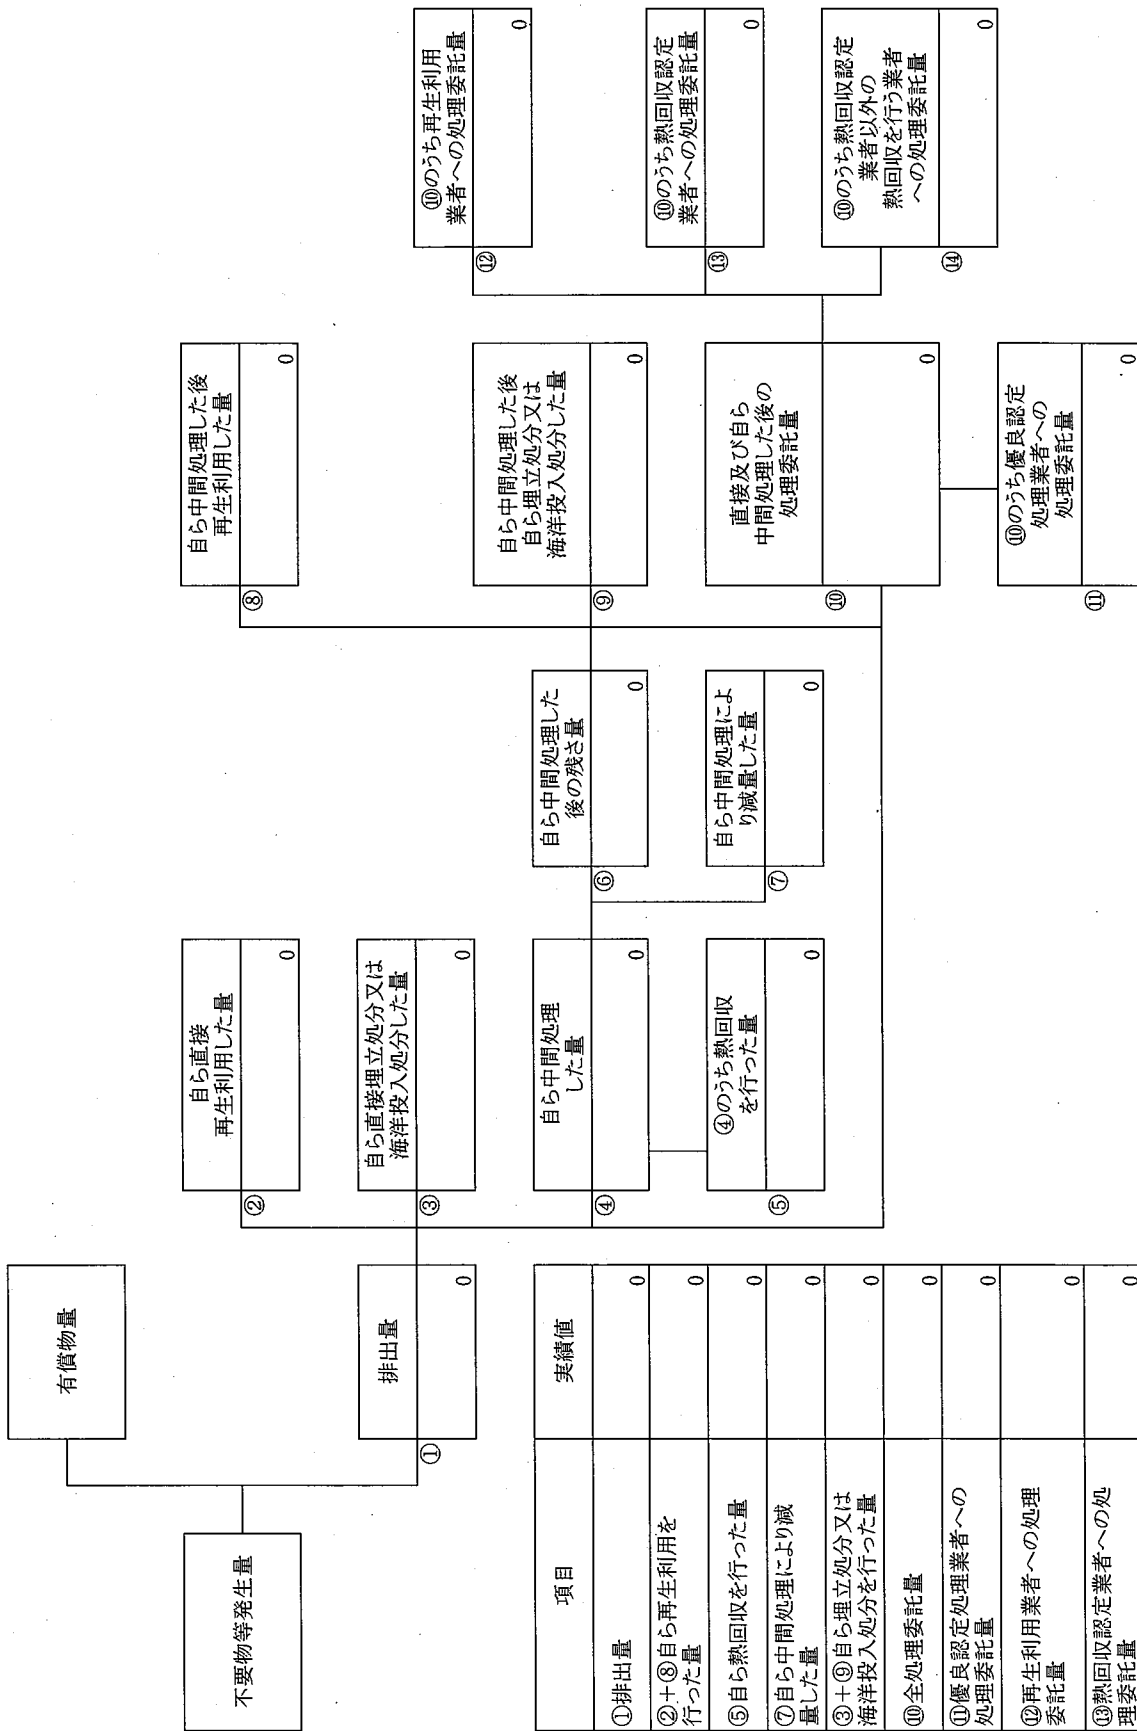 不要物等発生量
有償物量
①
排出量
0
②
自ら直接
再生利用した量
0
③
自ら直接埋立処分又は
海洋投入処分した量
0
④
自ら中間処理
した量
0
⑤
④のうち熱回収
を行った量
0
⑥
自ら中間処理した
後の残さ量
0
⑦
自ら中間処理によ
り減量した量
0
⑧
自ら中間処理した後
再生利用した量
0
⑨
自ら中間処理した後
自ら埋立処分又は
海洋投入処分した量
0
⑩
直接及び自ら
中間処理した後の
処理委託量
0
⑪
⑩のうち優良認定
処理業者への
処理委託量
0
⑫
⑩のうち再生利用
業者への処理委託量
0
⑬
⑩のうち熱回収認定
業者への処理委託量
0
⑭
⑩のうち熱回収認定
業者以外の
熱回収を行う業者
への処理委託量
0
項目 実績値
①排出量 0
②+⑧自ら再生利用を
行った量 0
⑤自ら熱回収を行った量 0
⑦自ら中間処理により減
量した量 0
③+⑨自ら埋立処分又は
海洋投入処分を行った量 0
⑩全処理委託量 0
⑪優良認定処理業者への
処理委託量 0
⑫再生利用業者への処理
委託量 0
⑬熱回収認定業者への処
理委託量 0